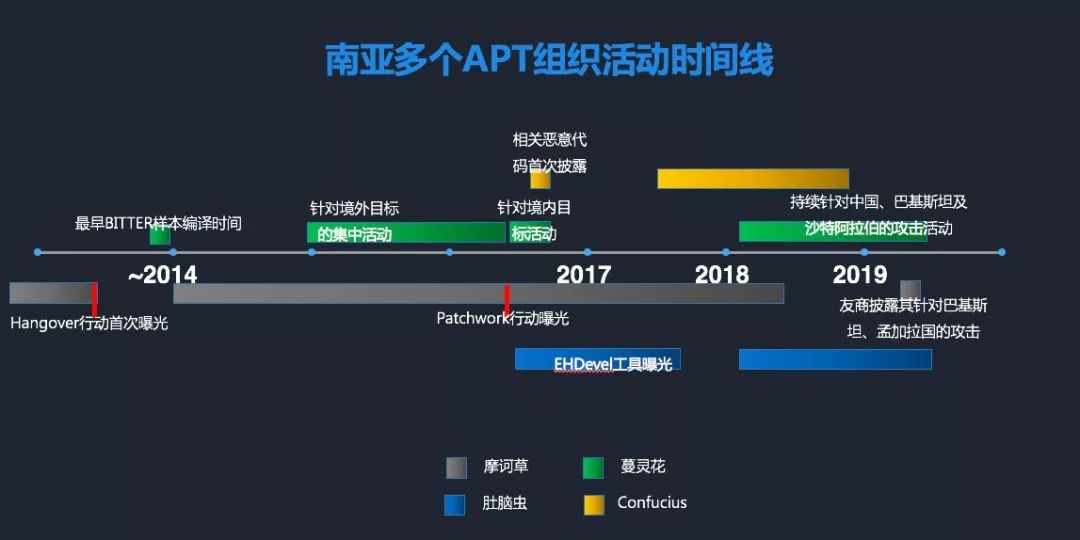 南亚多个APT组织活动时间线
相关恶意代
码首次披露
最早BITTER样本编译时间
针对境外目标
的集中活动
针对境内目
标活动
持续针对中国、巴基斯坦及
沙特阿拉伯的攻击活动
~2014
2017
2018
2019
Hangover行动首次曝光
Patchwork行动曝光
友商披露其针对巴基斯
坦、孟加拉国的攻击
EHDevel工具曝光
摩诃草
蔓灵花
肚脑虫
Confucius